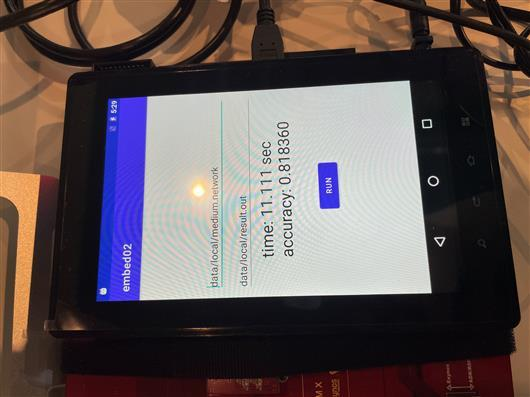 5:29
embed02
data/local/medium.network
data/local/result.out
time: 11.111 sec
accuracy: 0.818360
RUN